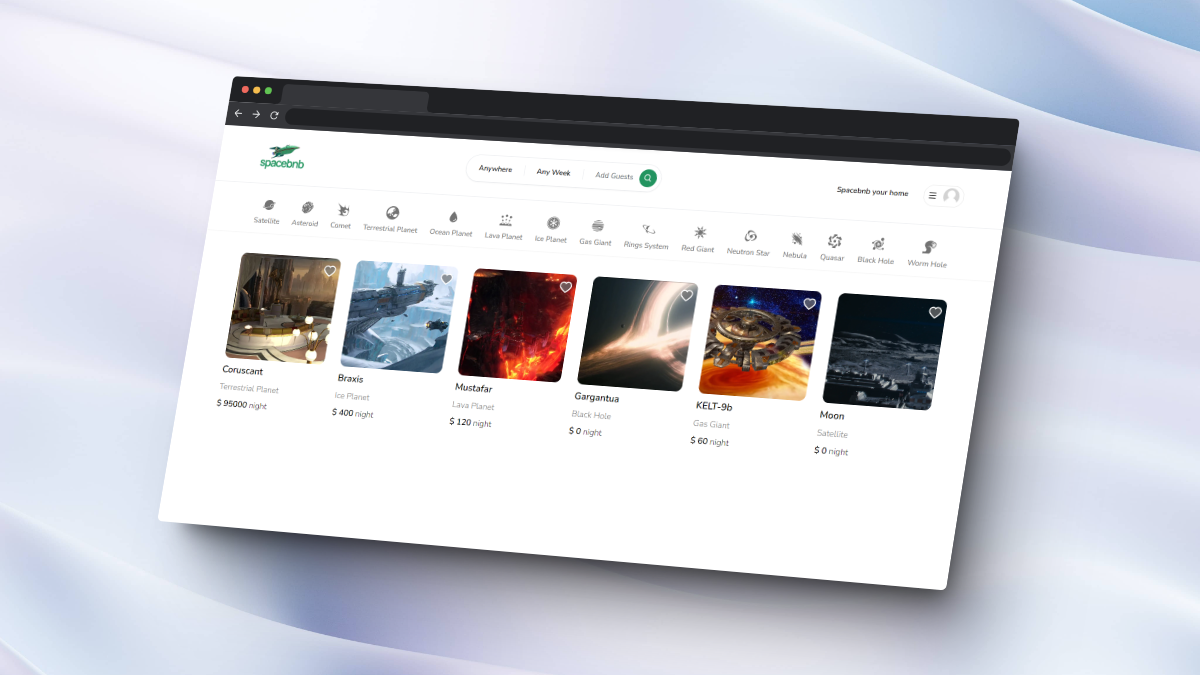 spacebnb
Anywhere
Any Week
Add Guests
Spacebnb your home
Satellite
Asteroid
Comet
Terrestrial Planet
Ocean Planet
Lava Planet
Ice Planet
Gas Giant
Rings System
Red Giant
Neutron Star
Nebula
Quasar
Black Hole
Worm Hole
Coruscant
Terrestrial Planet
$ 95000 night
Braxis
Ice Planet
$ 400 night
Mustafar
Lava Planet
$ 120 night
Gargantua
Black Hole
$ 0 night
KELT-9b
Gas Giant
$ 60 night
Moon
Satellite
$ 0 night